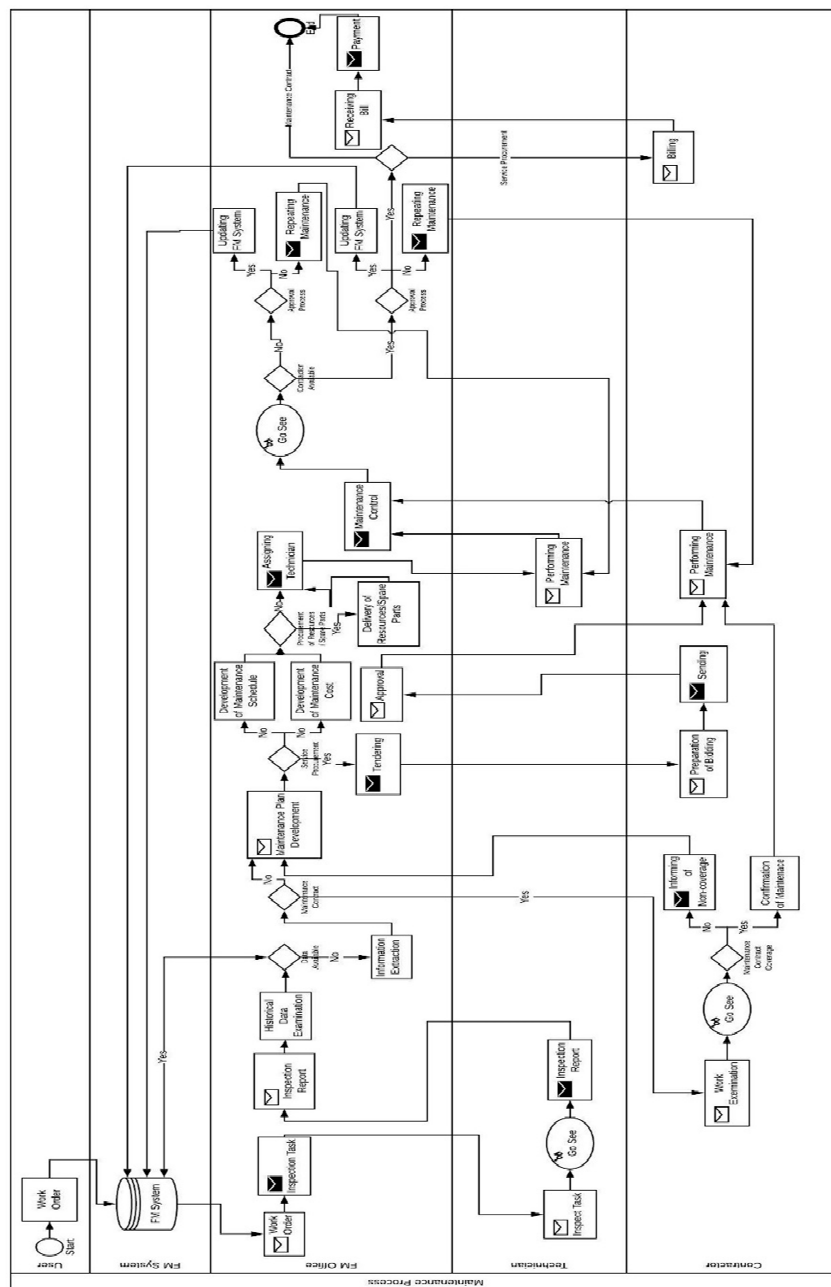 Maintenance Process
User
FM System
FM Office
Technician
Contractor
Start
Work
Order
FM System
Work
Order
Inspection Task
Inspect Task
Go See
Inspection
Report
Inspection
Report
Historical
Data
Examination
Data
Available
Yes
No
Information
Extraction
Maintenance
Contract
No
Yes
Work
Exemination
Go See
Maintenance
Contract
Coverage
No
Yes
Informing
of
Non-coverage
Confirmation
of Maintenace
Maintenance Plan
Development
Service
Procurement
No
No
Yes
Development
of Maintenance
Schedule
Development
of Maintenance
Cost
Tendering
Preparation
of Bidding
Sending
Approval
Procurement
of Resources
/ Spare Parts
No
Yes
Delivery of
Resources/Spare
Parts
Assigning
Technician
Performing
Maintenance
Performing
Maintenance
Maintenance
Control
Go See
Contractor
Available
No
Yes
Approval
Process
Yes
No
Updating
FM System
Repeating
Maintenance
Approval
Process
Yes
No
Yes
Updating
FM System
Repeating
Maintenance
Maintenance Contract
Service Procurement
Billing
Receiving
Bill
Payment
End